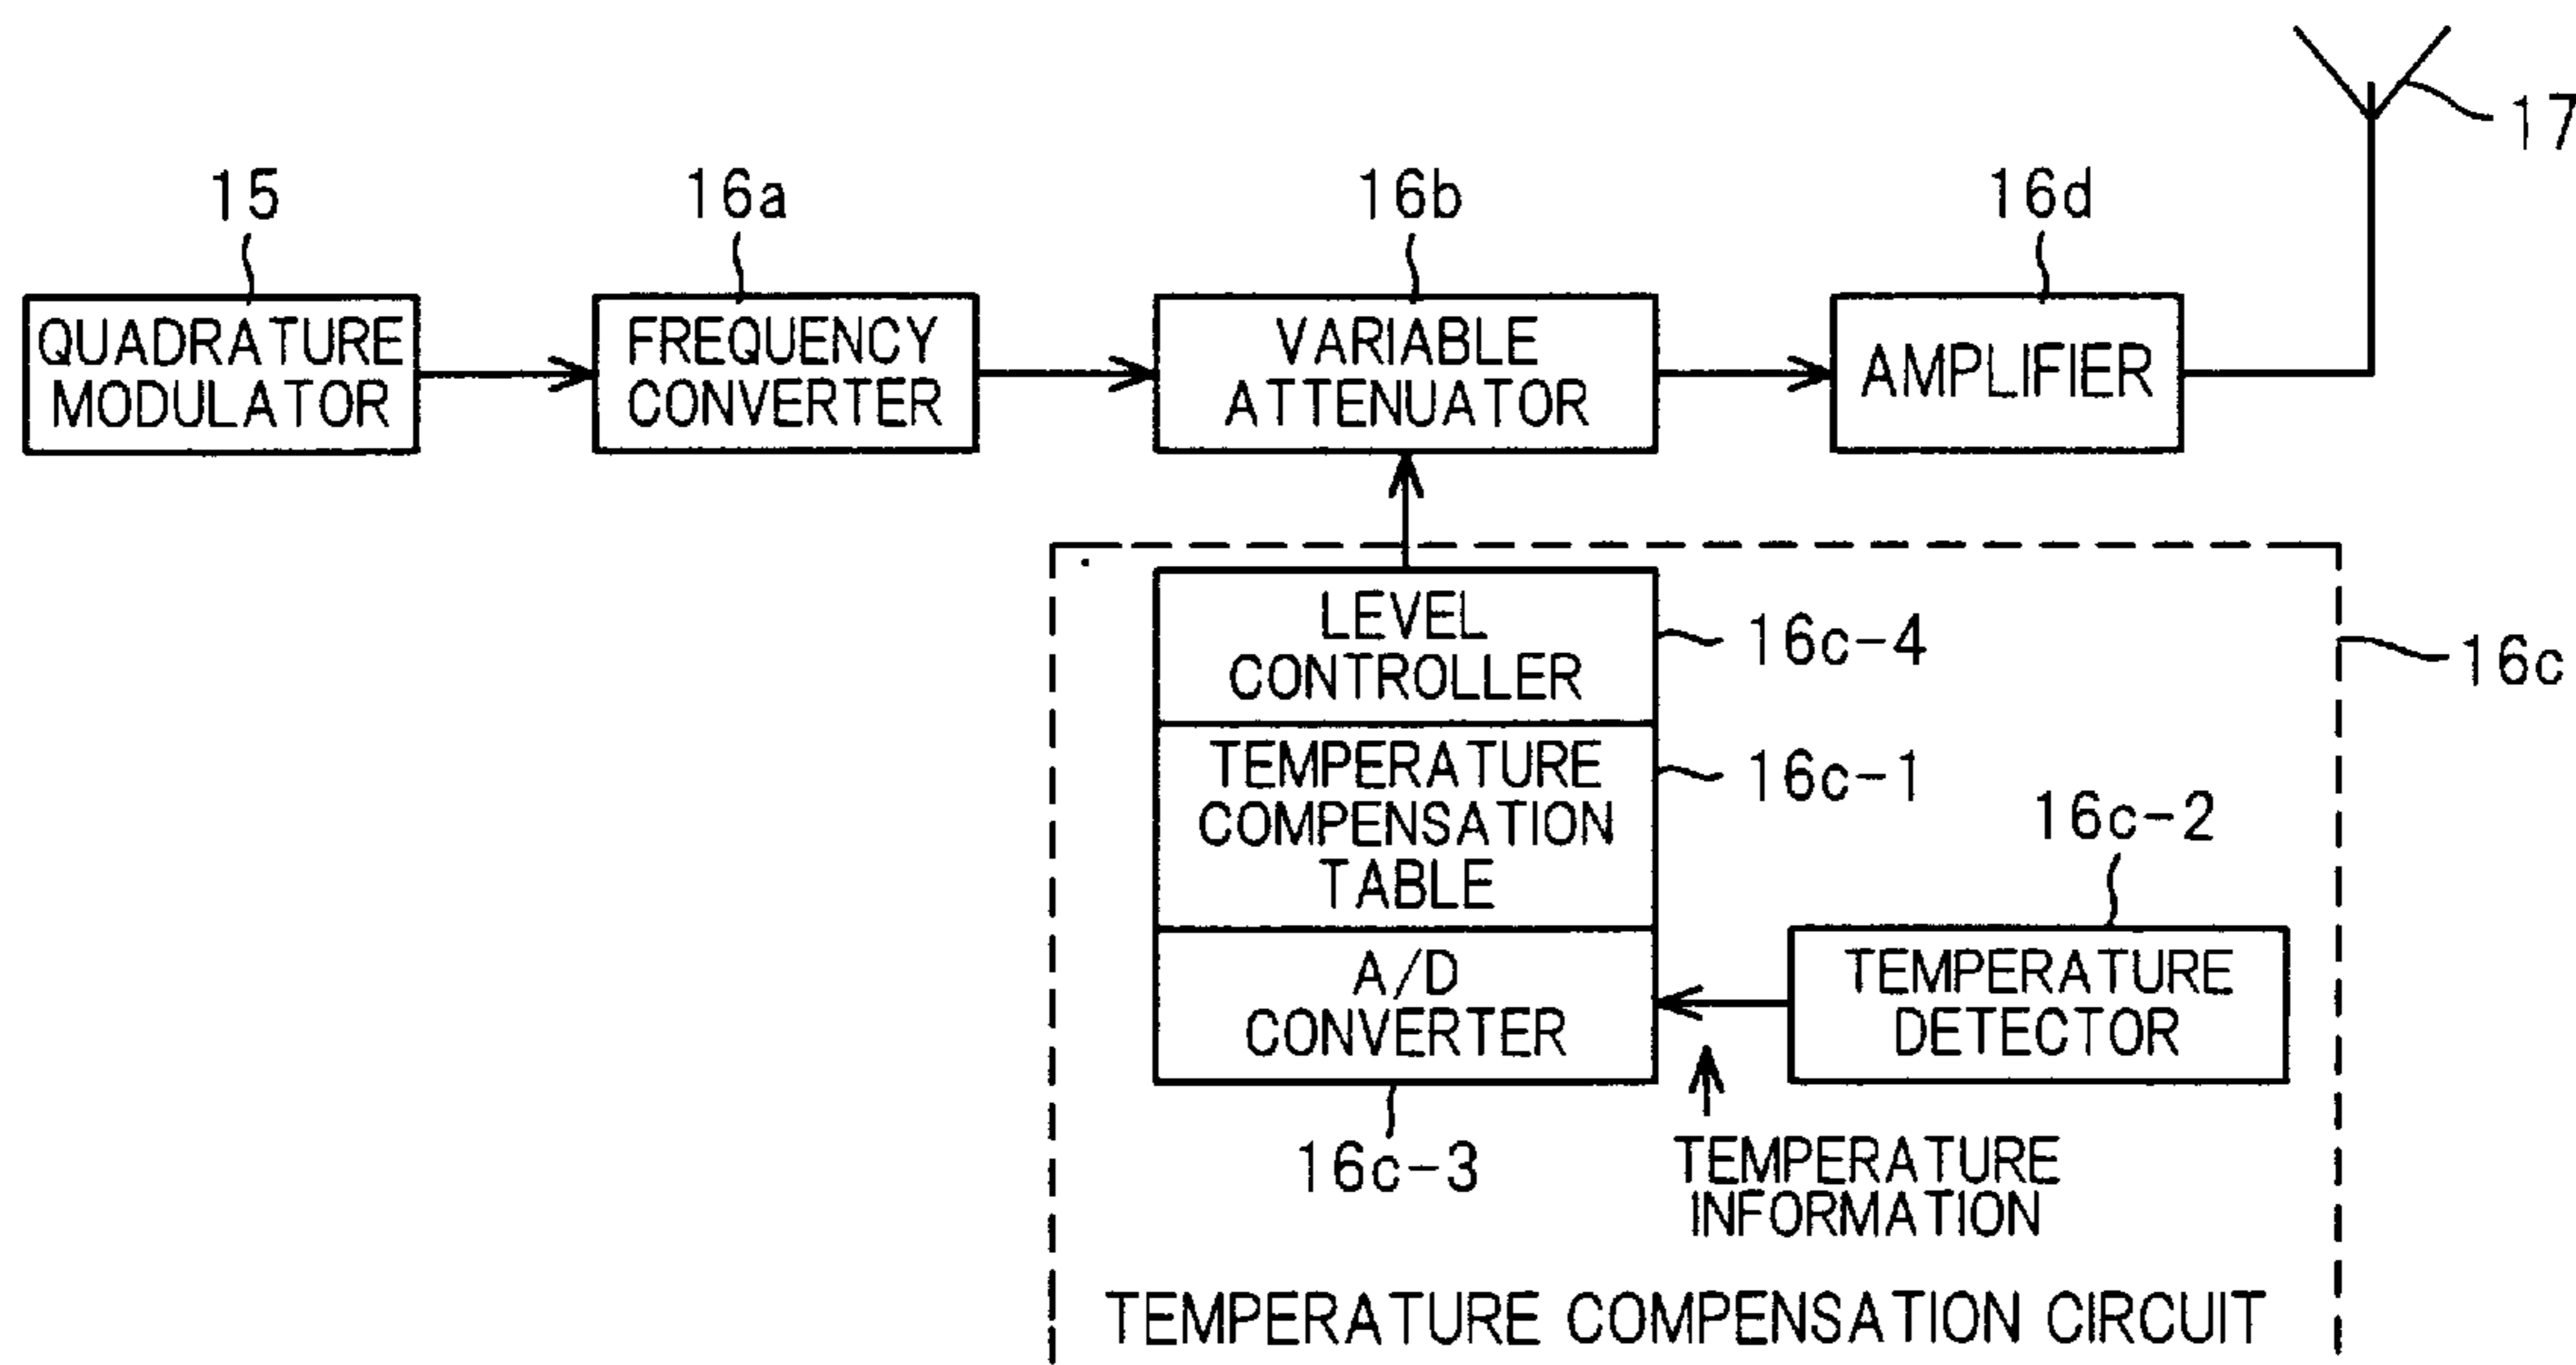 17
15
16a
16b
16d
QUADRATURE
MODULATOR
FREQUENCY
CONVERTER
VARIABLE
ATTENUATOR
AMPLIFIER
LEVEL
CONTROLLER
16c-4
16c
TEMPERATURE
COMPENSATION
TABLE
16c-1
16c-2
A/D
CONVERTER
TEMPERATURE
DETECTOR
16c-3
TEMPERATURE
INFORMATION
TEMPERATURE COMPENSATION CIRCUIT